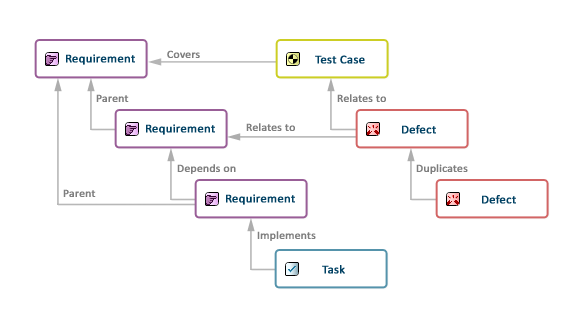 Requirement
Covers
Test Case
Parent
Relates to
Requirement
Relates to
Defect
Depends on
Duplicates
Parent
Requirement
Defect
Implements
Task